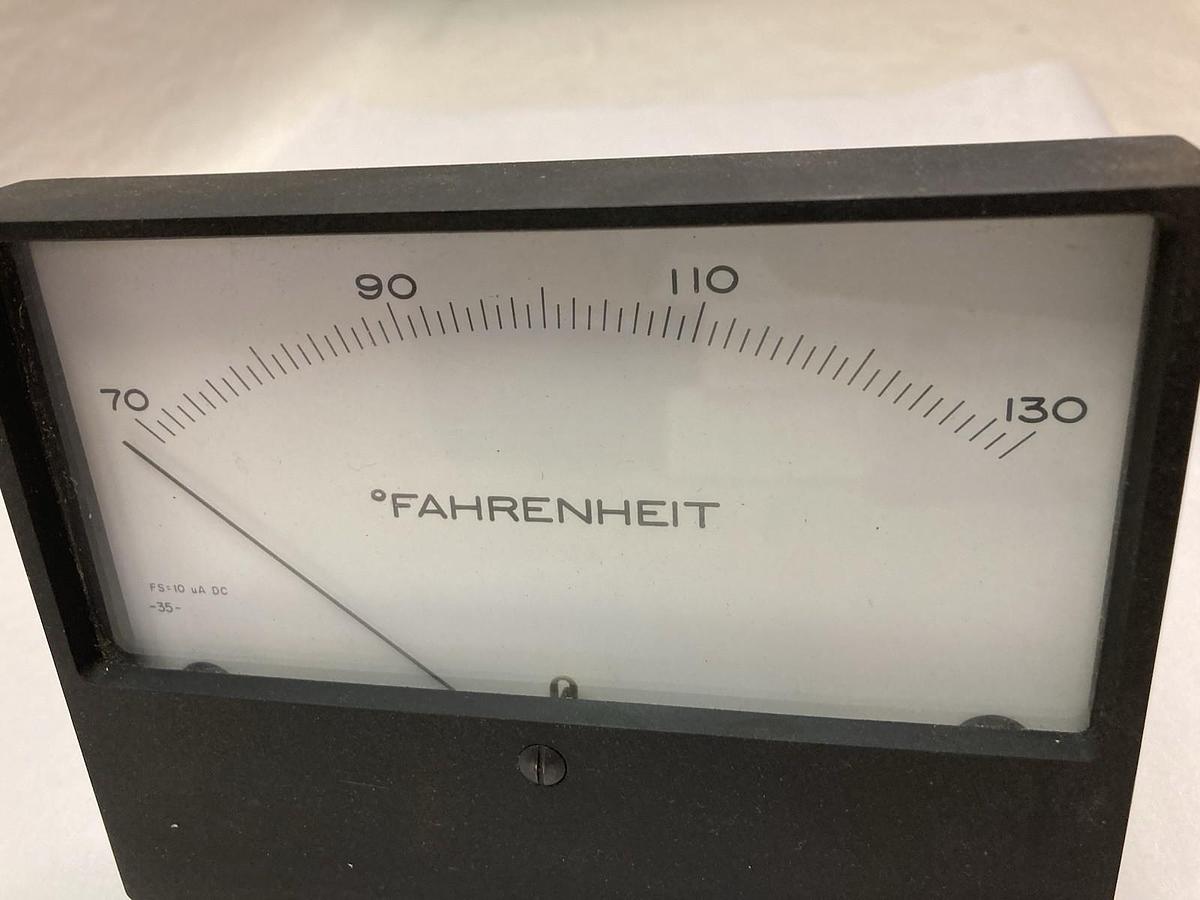 70 90 110 130
°FAHRENHEIT
FS=10 uA DC
-35-